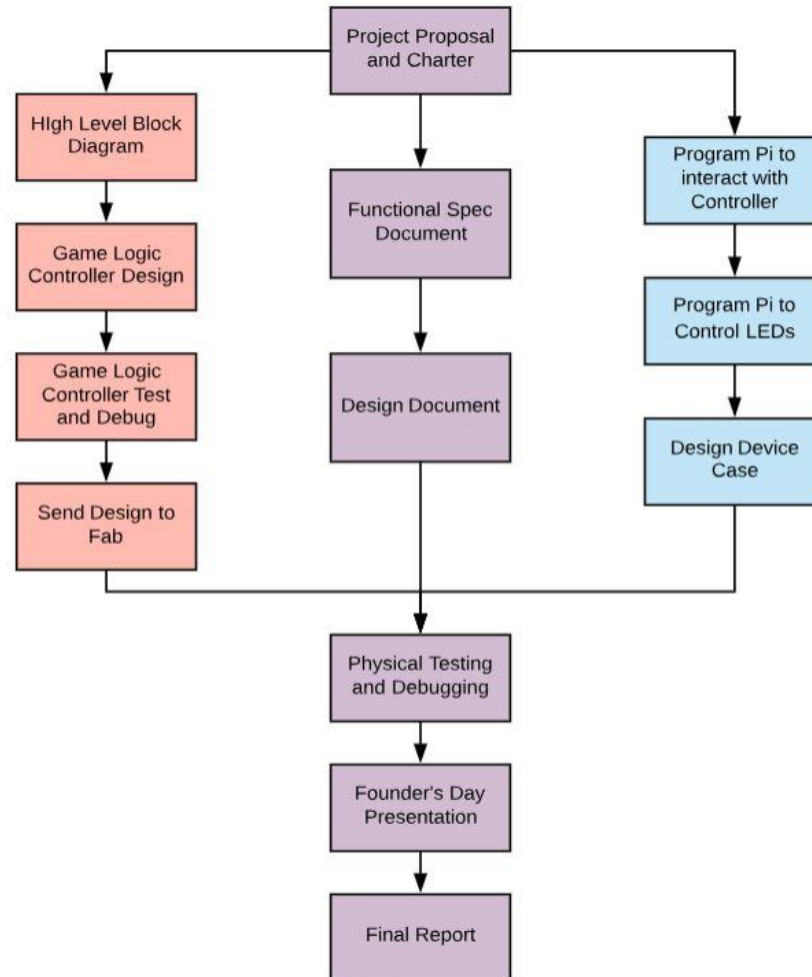 Project Proposal
and Charter
HIgh Level Block
Diagram
Game Logic
Controller Design
Game Logic
Controller Test
and Debug
Send Design to
Fab
Functional Spec
Document
Design Document
Program Pi to
interact with
Controller
Program Pi to
Control LEDs
Design Device
Case
Physical Testing
and Debugging
Founder's Day
Presentation
Final Report